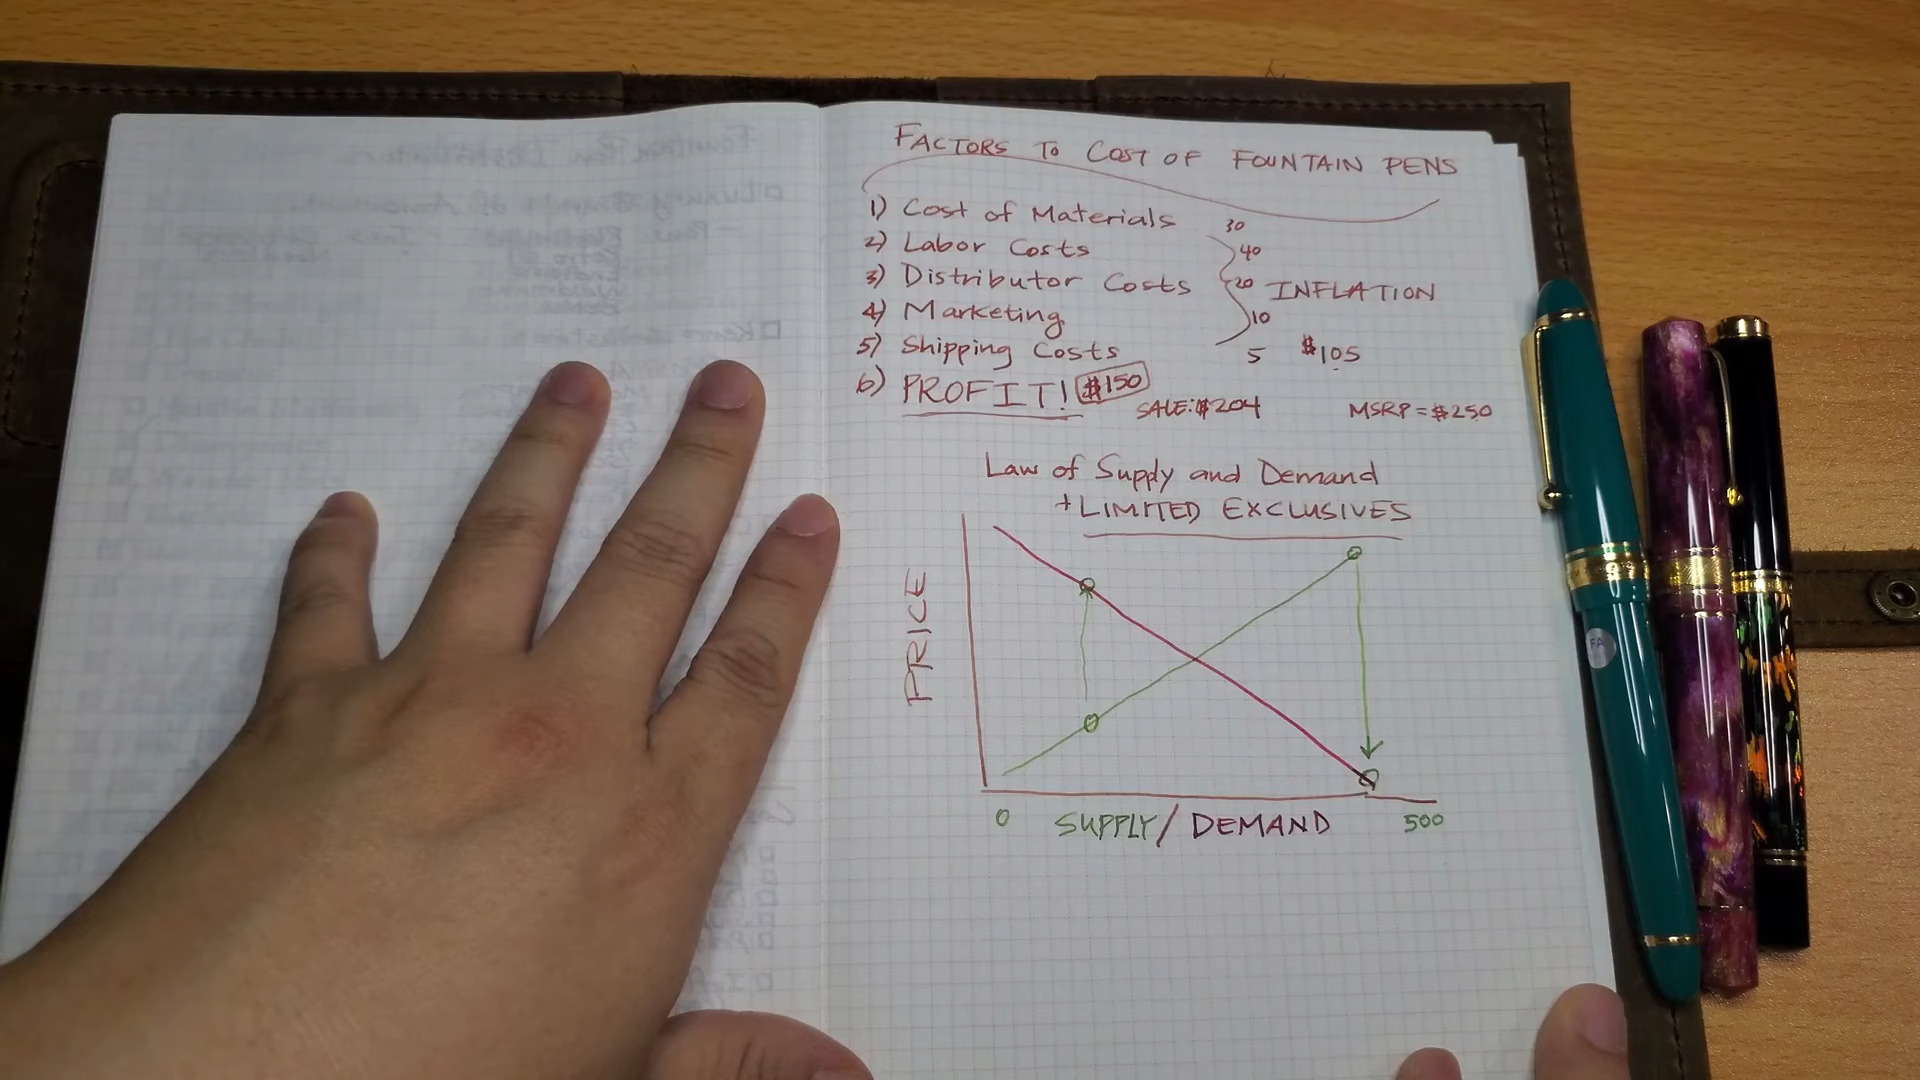 FACTORS TO COST OF FOUNTAIN PENS
1) Cost of Materials 30
2) Labor Costs 40
3) Distributor Costs 20 INFLATION
4) Marketing 10
5) Shipping Costs 5 $105
6) PROFIT! $150
SALE: $204 MSRP = $250
Law of Supply and Demand
+ LIMITED EXCLUSIVES
PRICE
0 SUPPLY / DEMAND 500
FA